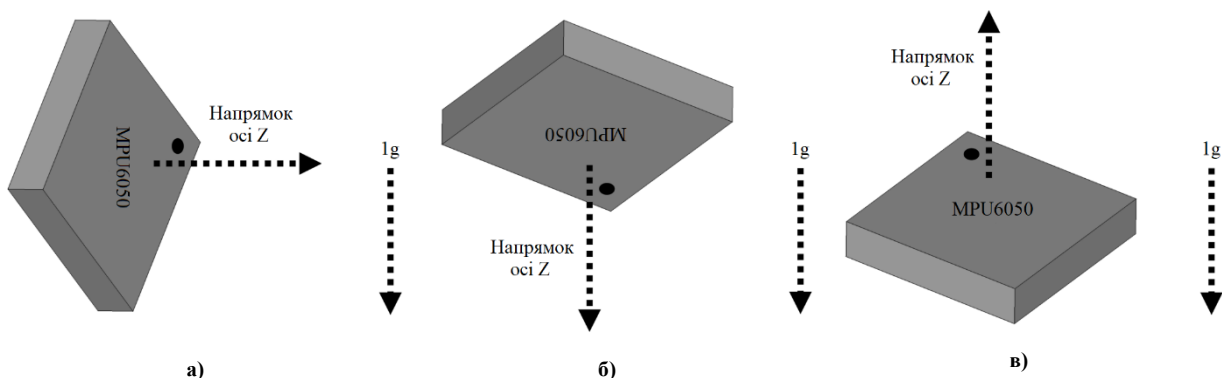 Напрямок
осі Z
MPU6050
1g
а)
MPU6050
Напрямок
осі Z
1g
б)
Напрямок
осі Z
MPU6050
1g
в)